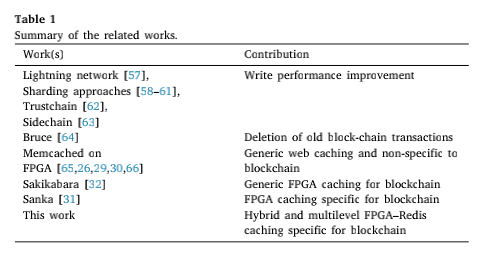 Table 1
Summary of the related works.
Work(s) Contribution
Lightning network [57], Write performance improvement
Sharding approaches [58–61],
Trustchain [62],
Sidechain [63]
Bruce [64] Deletion of old block-chain transactions
Memcached on Generic web caching and non-specific to
FPGA [65,26,29,30,66] blockchain
Sakikabara [32] Generic FPGA caching for blockchain
Sanka [31] FPGA caching specific for blockchain
This work Hybrid and multilevel FPGA–Redis
caching specific for blockchain